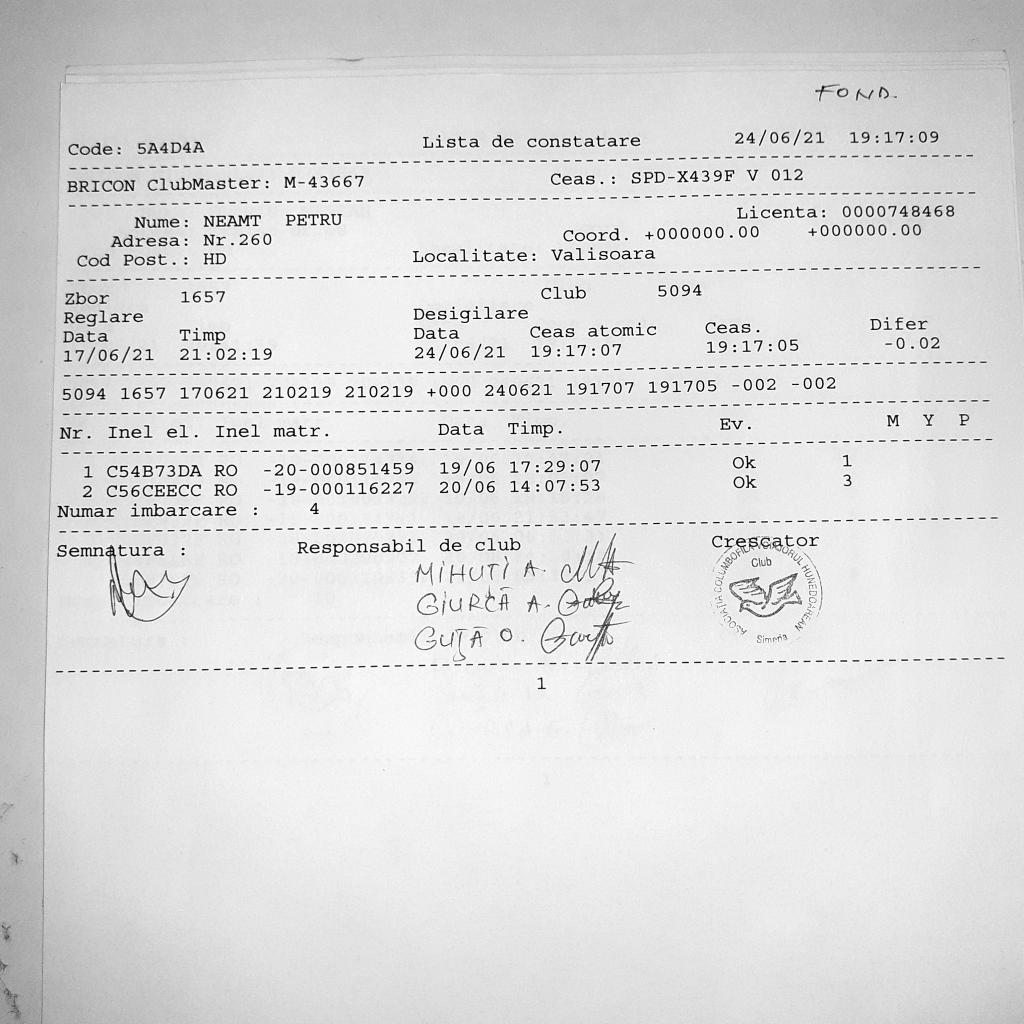 FOND.
Code: 5A4D4A Lista de constatare 24/06/21 19:17:09
BRICON ClubMaster: M-43667 Ceas.: SPD-X439F V 012
Nume: NEAMT PETRU Licenta: 0000748468
Adresa: Nr.260 Coord. +000000.00 +000000.00
Cod Post.: HD Localitate: Valisoara
Zbor 1657 Club 5094
Reglare Desigilare
Data Timp Data Ceas atomic Ceas. Difer
17/06/21 21:02:19 24/06/21 19:17:07 19:17:05 -0.02
5094 1657 170621 210219 210219 +000 240621 191707 191705 -002 -002
Nr. Inel el. Inel matr. Data Timp. Ev. M Y P
1 C54B73DA RO -20-000851459 19/06 17:29:07 Ok 1
2 C56CEECC RO -19-000116227 20/06 14:07:53 Ok 3
Numar imbarcare : 4
Semnatura : Responsabil de club Crescator
MIHUTI A.
GIURCĂ A.
GUȚĂ O.
ASOCIATIA COLUMBOFILA HUNEDOREAN
Club
Simeria
1